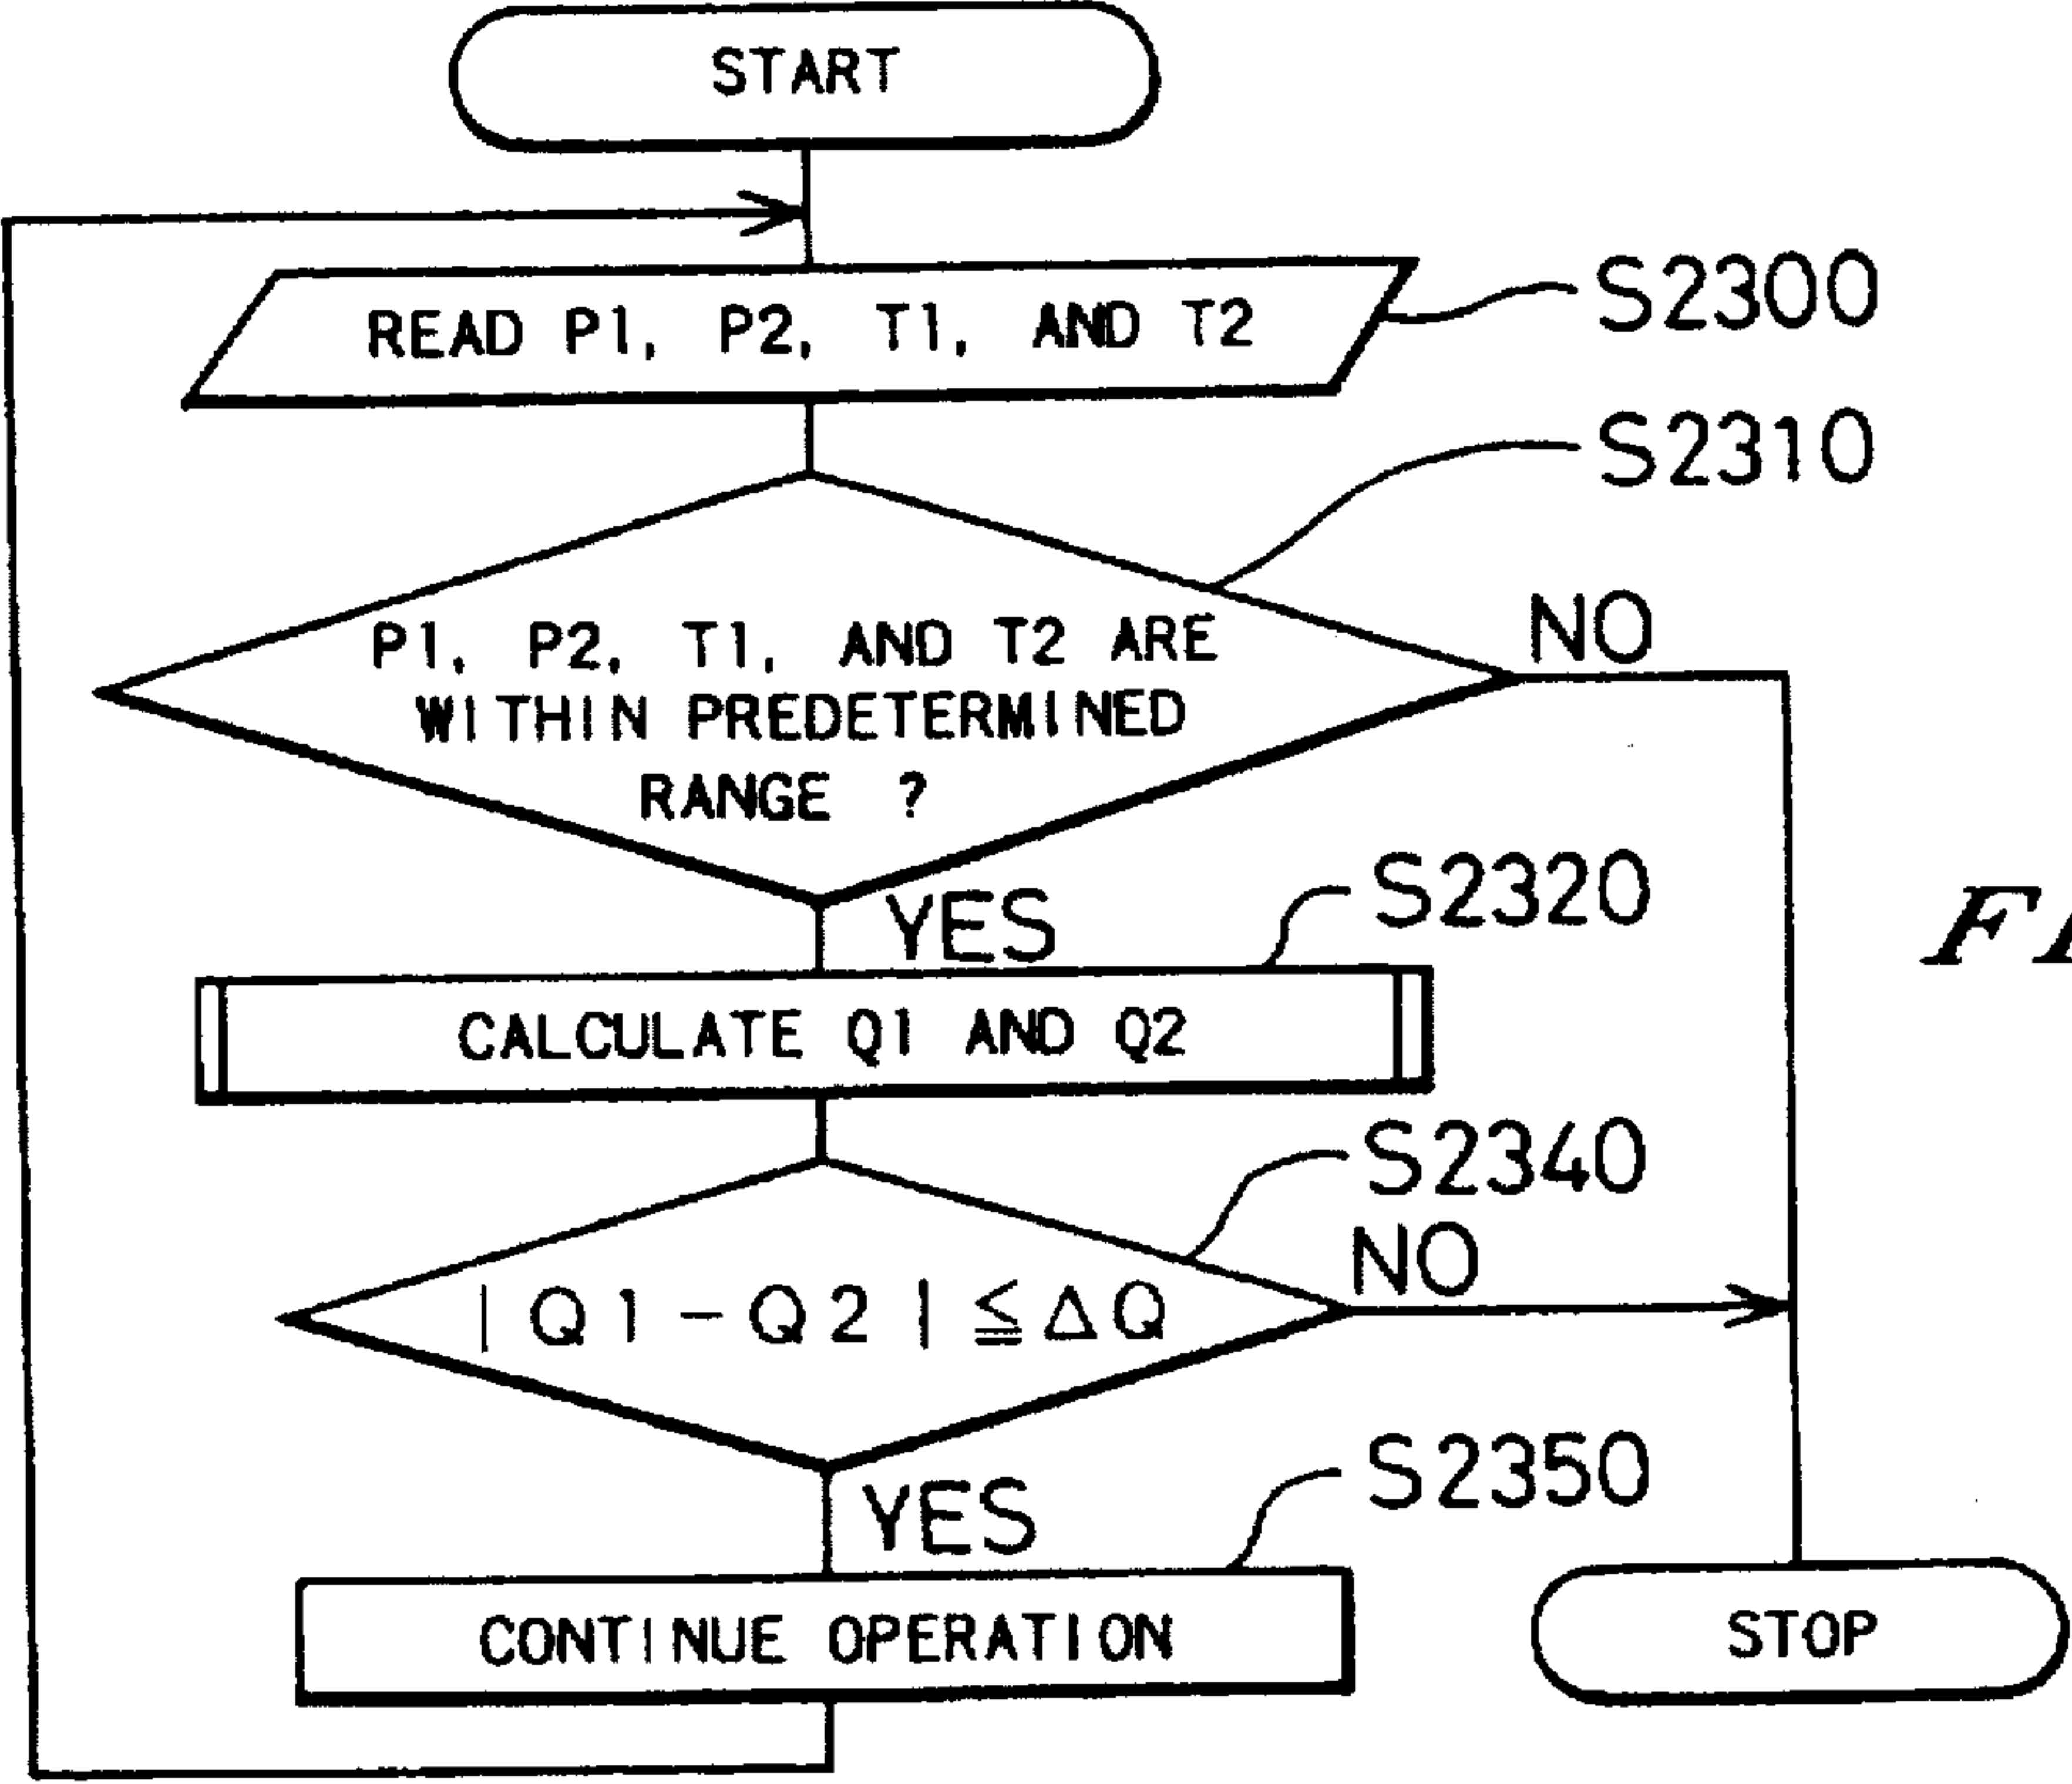 START
READ P1, P2, T1, AND T2
S2300
S2310
P1, P2, T1, AND T2 ARE
WITHIN PREDETERMINED
RANGE ?
NO
YES
S2320
CALCULATE Q1 AND Q2
S2340
|Q1-Q2|≦ΔQ
NO
YES
S2350
CONTINUE OPERATION
STOP